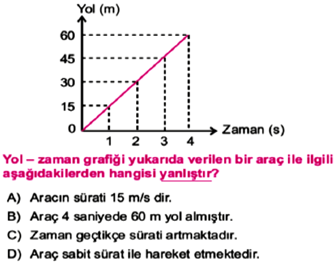 Yol (m)
60
45
30
15
0
1 2 3 4
Zaman (s)
Yol – zaman grafiği yukarıda verilen bir araç ile ilgili
aşağıdakilerden hangisi yanlıştır?
A) Aracın sürati 15 m/s dir.
B) Araç 4 saniyede 60 m yol almıştır.
C) Zaman geçtikçe sürati artmaktadır.
D) Araç sabit sürat ile hareket etmektedir.